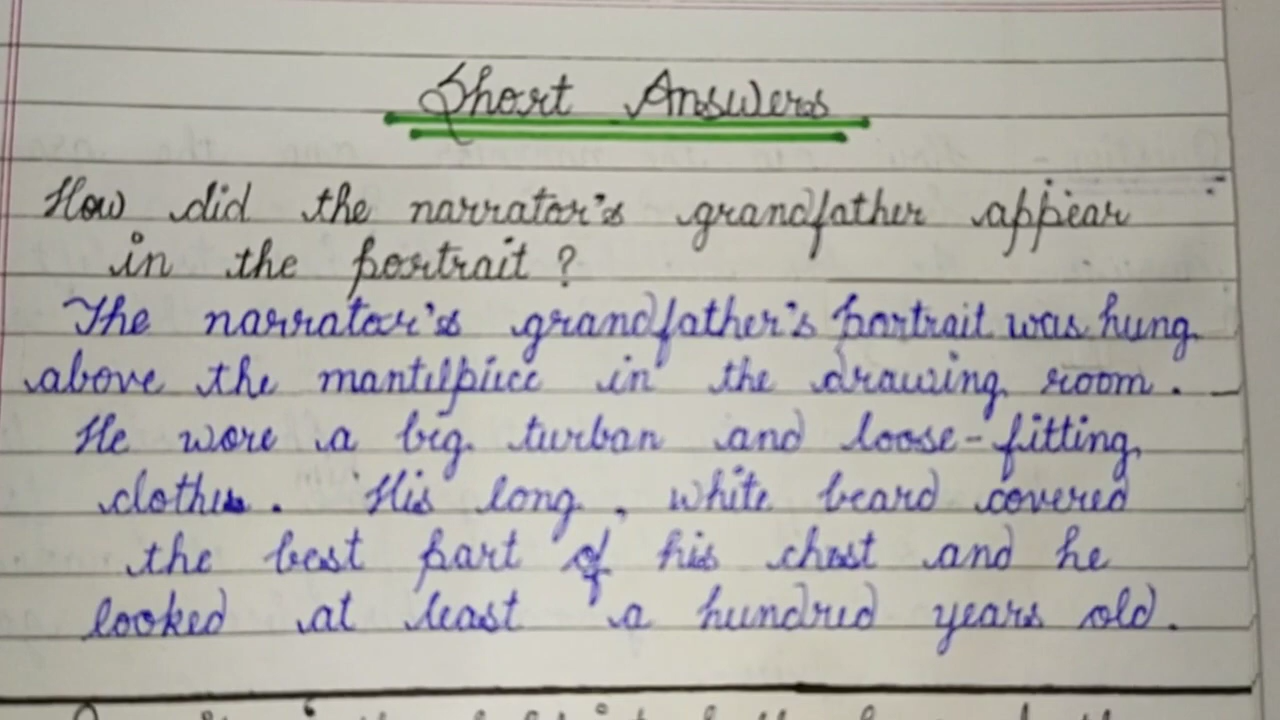 Short Answers
How did the narrator's grandfather appear
in the portrait ?
The narrator's grandfather's portrait was hung
above the mantelpiece in the drawing room.
He wore a big turban and loose-fitting
clothes. His long, white beard covered
the best part of his chest and he
looked at least a hundred years old.